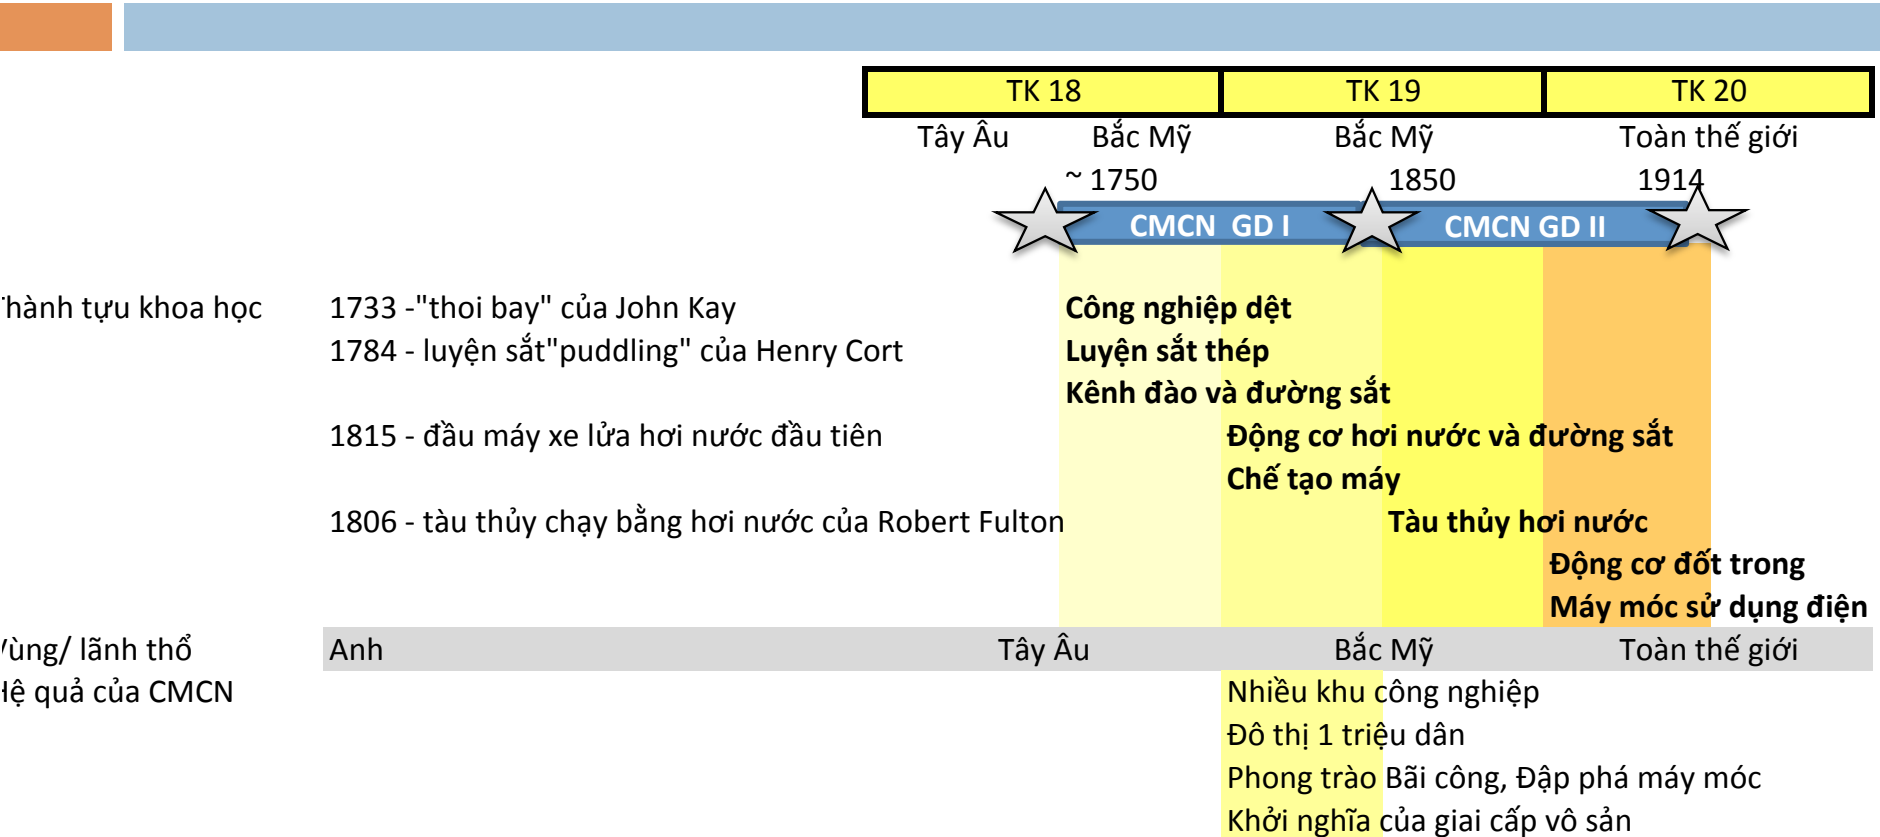 TK 18 TK 19 TK 20
Tây Âu Bắc Mỹ Bắc Mỹ Toàn thế giới
~ 1750 1850 1914
CMCN GD I CMCN GD II
hành tựu khoa học 1733 -"thoi bay" của John Kay Công nghiệp dệt
1784 - luyện sắt"puddling" của Henry Cort Luyện sắt thép
Kênh đào và đường sắt
1815 - đầu máy xe lửa hơi nước đầu tiên Động cơ hơi nước và đường sắt
Chế tạo máy
1806 - tàu thủy chạy bằng hơi nước của Robert Fulton Tàu thủy hơi nước
Động cơ đốt trong
Máy móc sử dụng điện
ùng/ lãnh thổ Anh Tây Âu Bắc Mỹ Toàn thế giới
ệ quả của CMCN Nhiều khu công nghiệp
Đô thị 1 triệu dân
Phong trào Bãi công, Đập phá máy móc
Khởi nghĩa của giai cấp vô sản